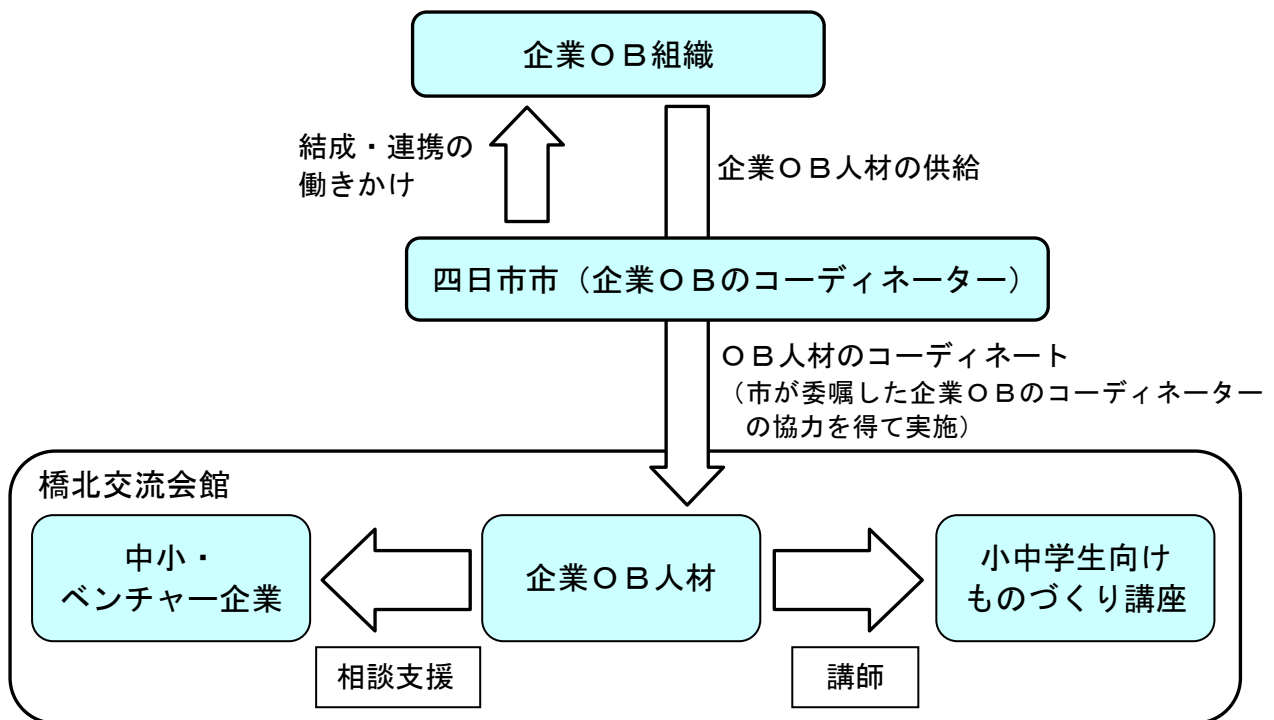 企業ＯＢ組織
結成・連携の
働きかけ
企業ＯＢ人材の供給
四日市市（企業ＯＢのコーディネーター）
ＯＢ人材のコーディネート
（市が委嘱した企業ＯＢのコーディネーター
の協力を得て実施）
橋北交流会館
中小・
ベンチャー企業
企業ＯＢ人材
小中学生向け
ものづくり講座
相談支援
講師